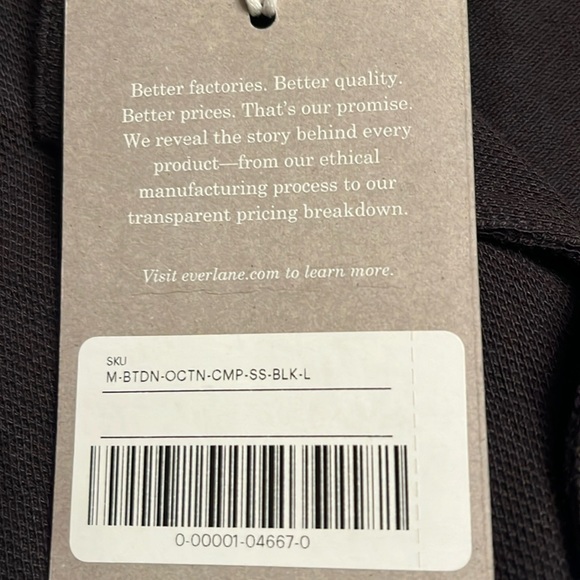 Better factories. Better quality.
Better prices. That's our promise.
We reveal the story behind every
product—from our ethical
manufacturing process to our
transparent pricing breakdown.
Visit everlane.com to learn more.
SKU
M-BTDN-OCTN-CMP-SS-BLK-L
0-00001-04667-0